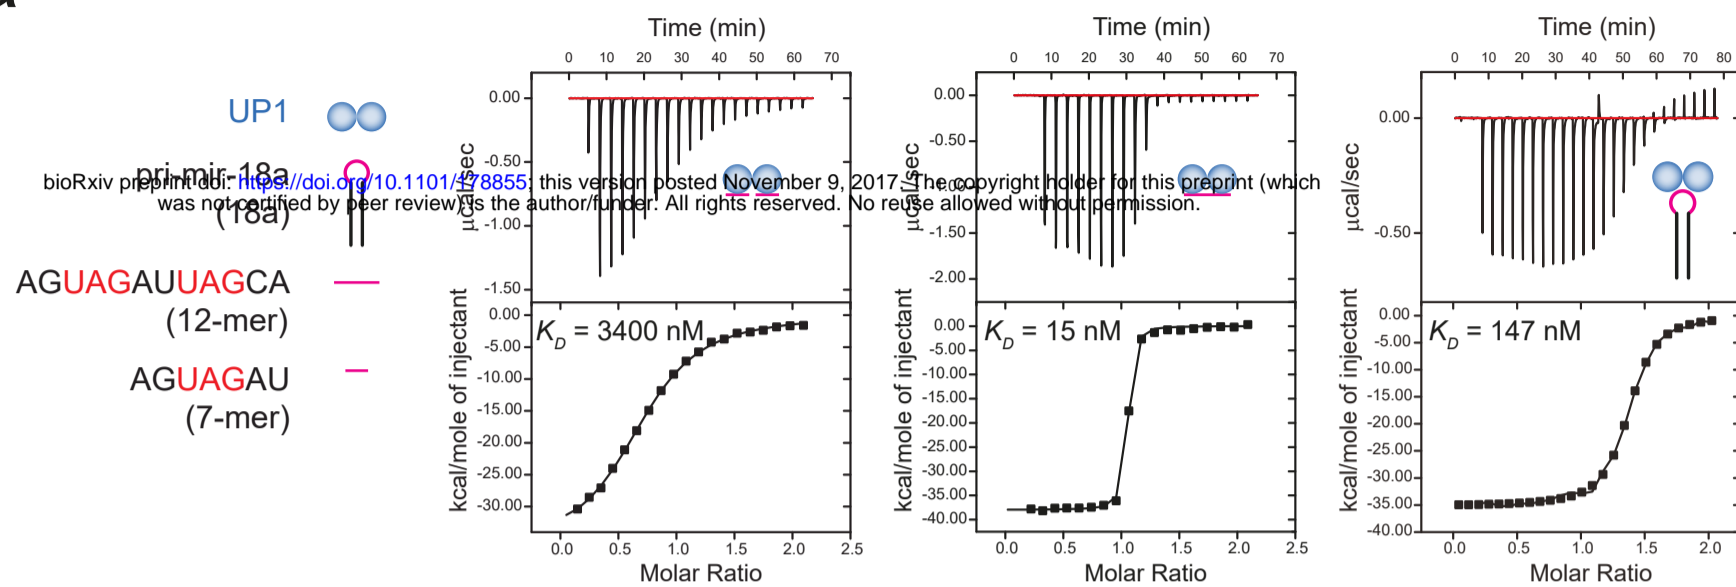 a
UP1
pri-mir-18a
(18a)
AGUAGAUUAGCA
(12-mer)
AGUAGAU
(7-mer)
bioRxiv preprint doi: https://doi.org/10.1101/178855; this version posted November 9, 2017. The copyright holder for this preprint (which
was not certified by peer review) is the author/funder. All rights reserved. No reuse allowed without permission.
Time (min)
0 10 20 30 40 50 60 70
0.00
-0.50
-1.00
-1.50
µcal/sec
KD = 3400 nM
0.00
-5.00
-10.00
-15.00
-20.00
-25.00
-30.00
kcal/mole of injectant
0.0 0.5 1.0 1.5 2.0 2.5
Molar Ratio
Time (min)
0 10 20 30 40 50 60 70
0.00
-0.50
-1.00
-1.50
-2.00
µcal/sec
KD = 15 nM
0.00
-5.00
-10.00
-15.00
-20.00
-25.00
-30.00
-35.00
-40.00
kcal/mole of injectant
0.0 0.5 1.0 1.5 2.0 2.5
Molar Ratio
Time (min)
0 10 20 30 40 50 60 70 80
0.00
-0.50
µcal/sec
KD = 147 nM
0.00
-5.00
-10.00
-15.00
-20.00
-25.00
-30.00
-35.00
-40.00
kcal/mole of injectant
0.0 0.5 1.0 1.5 2.0
Molar Ratio